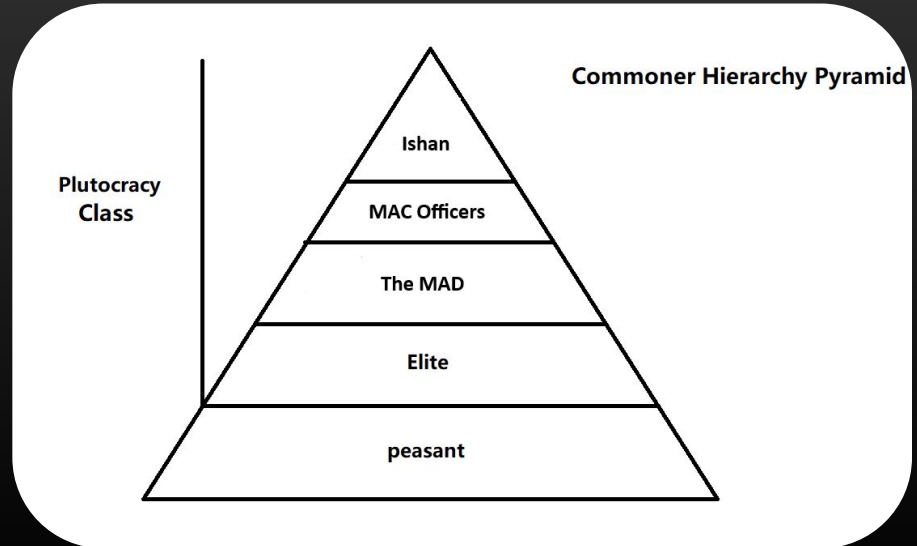 Commoner Hierarchy Pyramid
Ishan
Plutocracy
Class
MAC Officers
The MAD
Elite
peasant